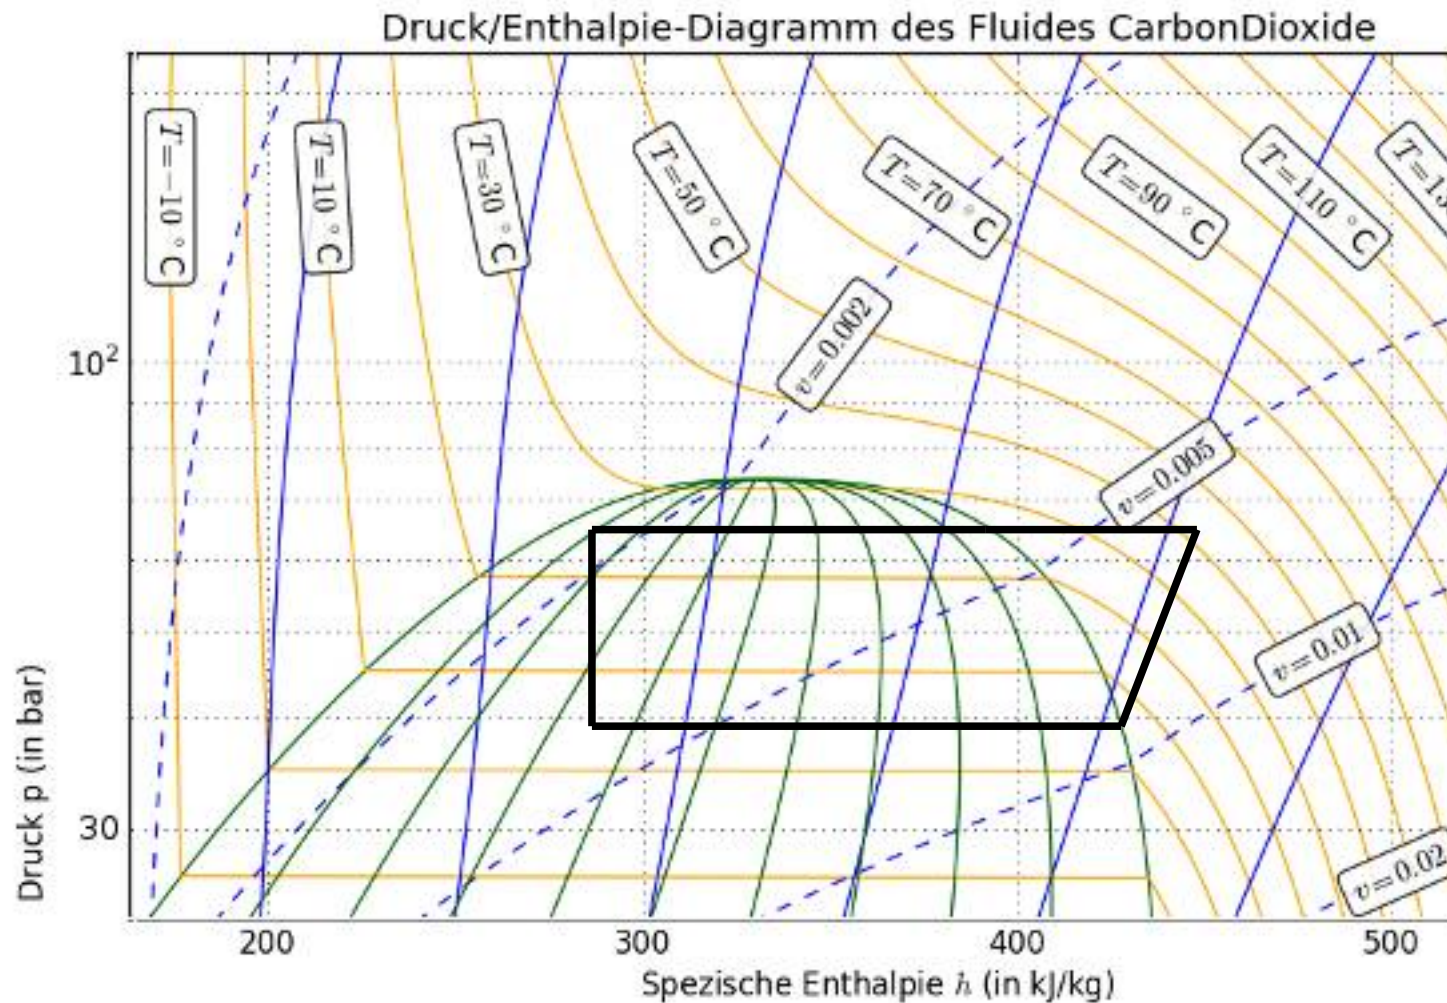 Druck/Enthalpie-Diagramm des Fluides CarbonDioxide
T=−10 °C
T=10 °C
T=30 °C
T=50 °C
T=70 °C
T=90 °C
T=110 °C
v=0.002
v=0.005
v=0.01
v=0.02
10²
30
Druck p (in bar)
200 300 400 500
Spezische Enthalpie h (in kJ/kg)